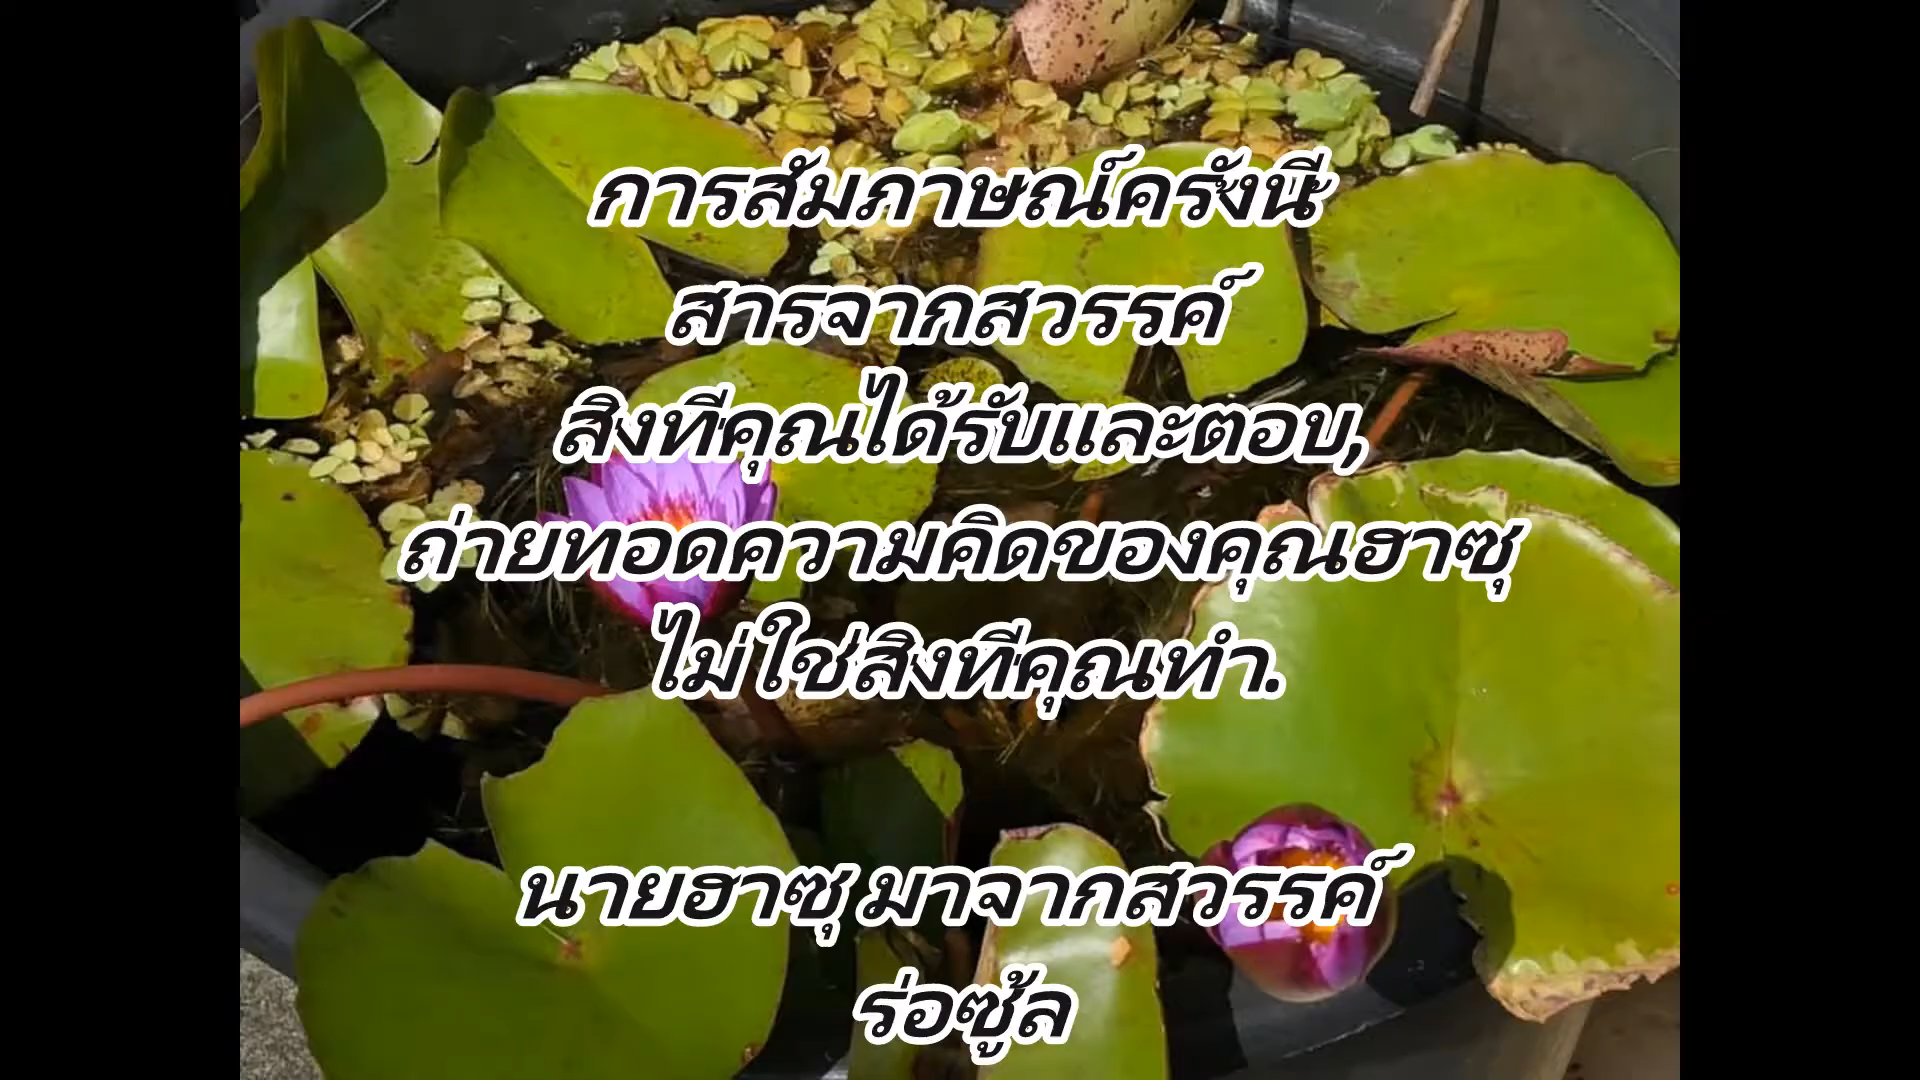 การสัมภาษณ์ครั้งนี้
สารจากสวรรค์
สิ่งที่คุณได้รับและตอบ,
ถ่ายทอดความคิดของคุณฮาซุ
ไม่ใช่สิ่งที่คุณทำ.
นายฮาซุ มาจากสวรรค์
ร่อซู้ล